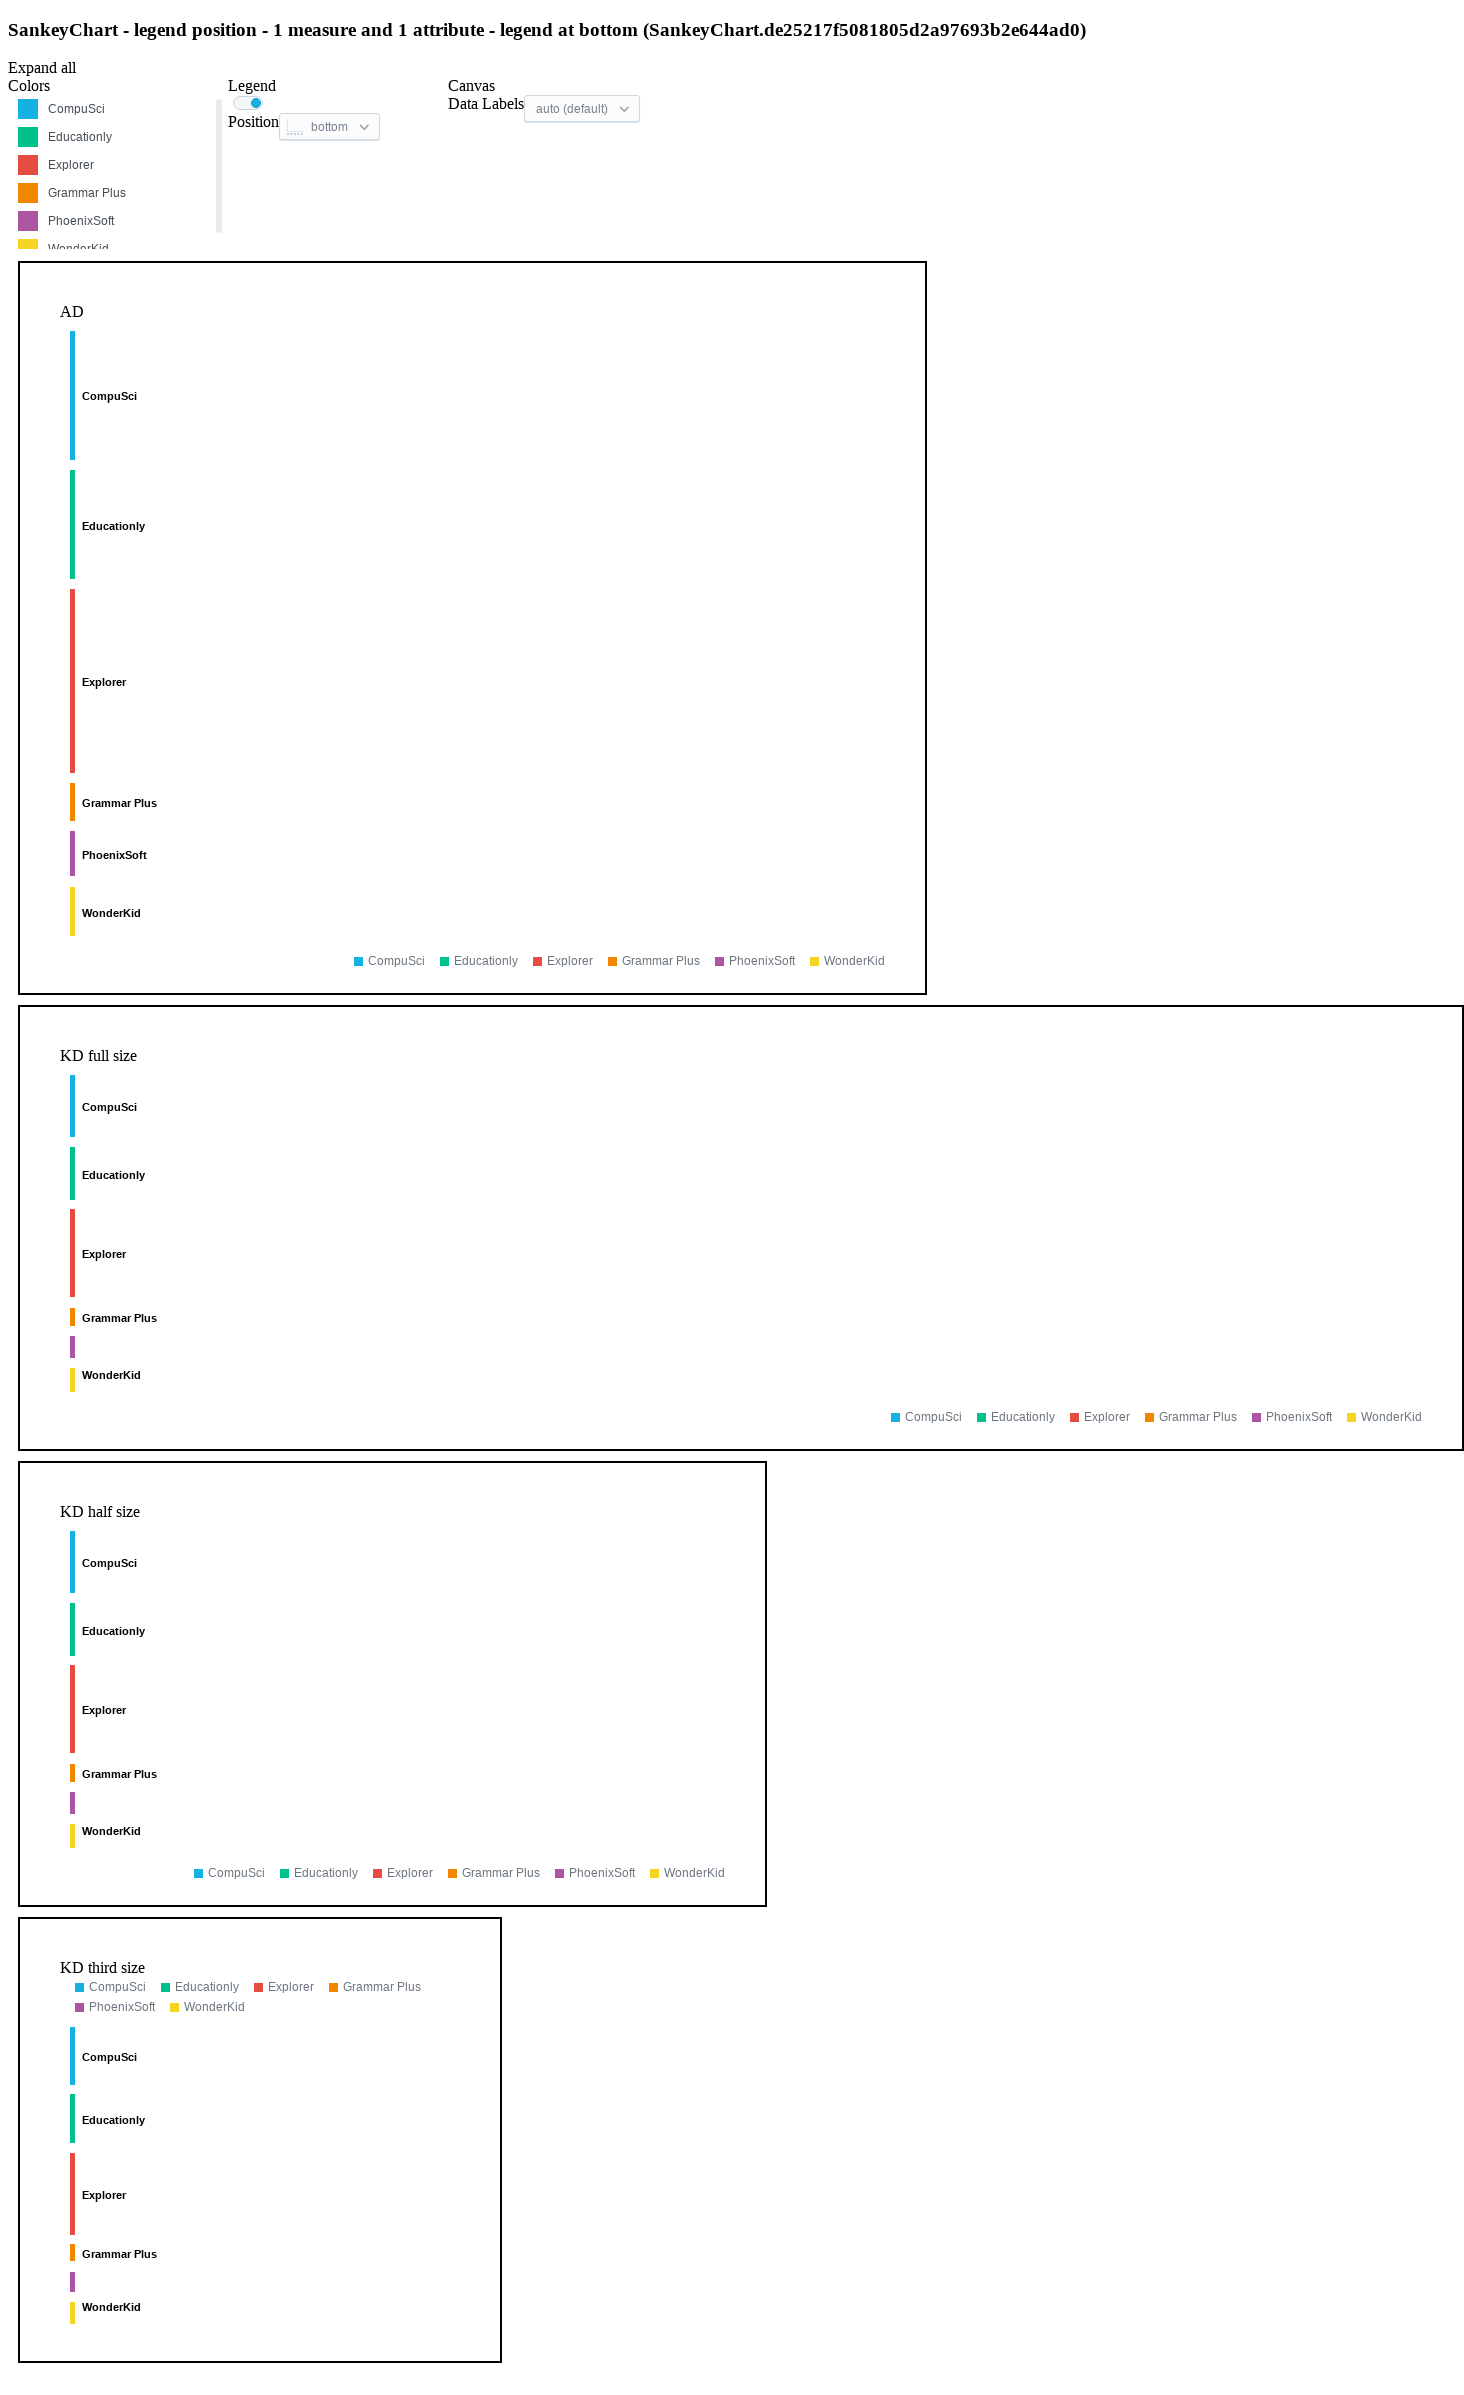 SankeyChart - legend position - 1 measure and 1 attribute - legend at bottom (SankeyChart.de25217f5081805d2a97693b2e644ad0)
Expand all
Colors
CompuSci
Educationly
Explorer
Grammar Plus
PhoenixSoft
WonderKid
Legend
Position bottom
Canvas
Data Labels auto (default)
AD
CompuSci
Educationly
Explorer
Grammar Plus
PhoenixSoft
WonderKid
CompuSci Educationly Explorer Grammar Plus PhoenixSoft WonderKid
KD full size
CompuSci
Educationly
Explorer
Grammar Plus
WonderKid
CompuSci Educationly Explorer Grammar Plus PhoenixSoft WonderKid
KD half size
CompuSci
Educationly
Explorer
Grammar Plus
WonderKid
CompuSci Educationly Explorer Grammar Plus PhoenixSoft WonderKid
KD third size
CompuSci Educationly Explorer Grammar Plus
PhoenixSoft WonderKid
CompuSci
Educationly
Explorer
Grammar Plus
WonderKid